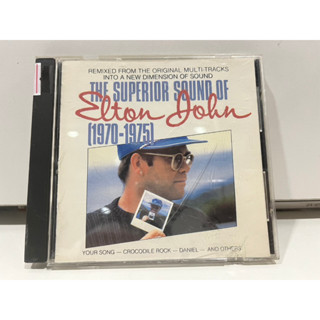 REMIXED FROM THE ORIGINAL MULTI-TRACKS
INTO A NEW DIMENSION OF SOUND
THE SUPERIOR SOUND OF
Elton John
(1970-1975)
YOUR SONG — CROCODILE ROCK — DANIEL — AND OTHERS